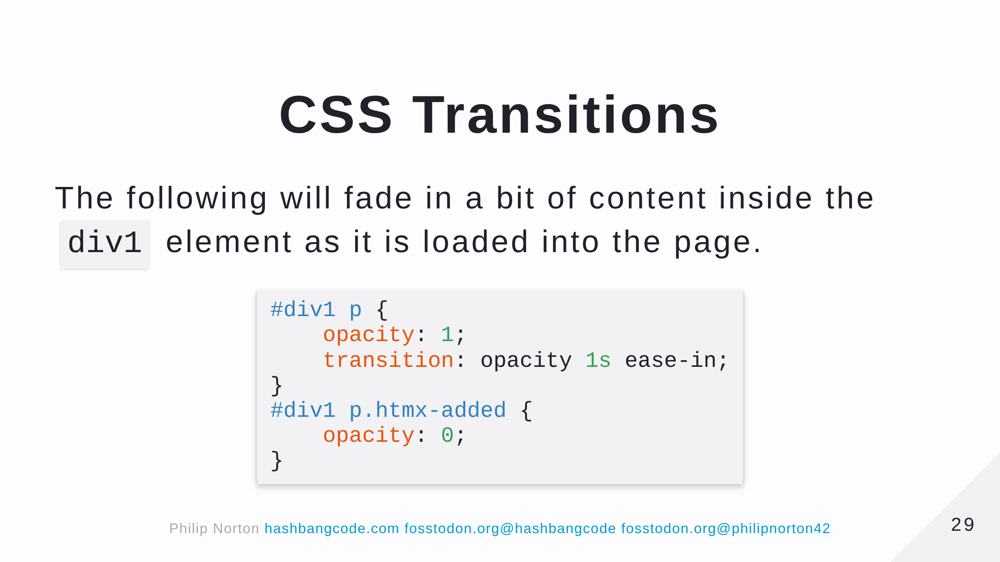 CSS Transitions
The following will fade in a bit of content inside the
div1 element as it is loaded into the page.
#div1 p {
    opacity: 1;
    transition: opacity 1s ease-in;
}
#div1 p.htmx-added {
    opacity: 0;
}
Philip Norton hashbangcode.com fosstodon.org@hashbangcode fosstodon.org@philipnorton42
29